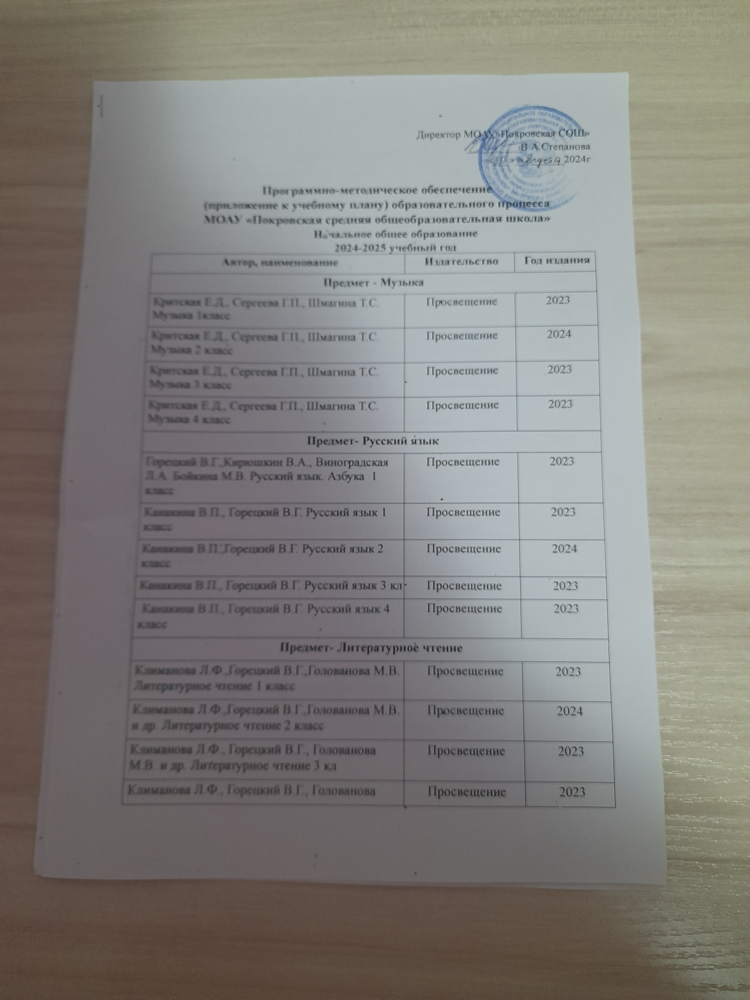 Директор МОАУ «Покровская СОШ»
В А Степанова
«30» августа 2024г
Программно-методическое обеспечение
(приложение к учебному плану) образовательного процесса
МОАУ «Покровская средняя общеобразовательная школа»
Начальное общее образование
2024-2025 учебный год
Автор, наименование Издательство Год издания
Предмет - Музыка
Критская Е.Д., Сергеева Г.П., Шмагина Т.С. Просвещение 2023
Музыка 1класс
Критская Е.Д., Сергеева Г.П., Шмагина Т.С. Просвещение 2024
Музыка 2 класс
Критская Е.Д., Сергеева Г.П., Шмагина Т.С. Просвещение 2023
Музыка 3 класс
Критская Е.Д., Сергеева Г.П., Шмагина Т.С. Просвещение 2023
Музыка 4 класс
Предмет- Русский язык
Горецкий В.Г.,Кирюшкин В.А., Виноградская Просвещение 2023
Л.А. Бойкина М.В. Русский язык. Азбука 1
класс
Канакина В.П., Горецкий В.Г. Русский язык 1 Просвещение 2023
класс
Канакина В.П.,Горецкий В.Г. Русский язык 2 Просвещение 2024
класс
Канакина В.П., Горецкий В.Г. Русский язык 3 кл Просвещение 2023
Канакина В.П., Горецкий В.Г. Русский язык 4 Просвещение 2023
класс
Предмет- Литературное чтение
Климанова Л.Ф.,Горецкий В.Г.,Голованова М.В. Просвещение 2023
Литературное чтение 1 класс
Климанова Л.Ф.,Горецкий В.Г.,Голованова М.В. Просвещение 2024
и др. Литературное чтение 2 класс
Климанова Л.Ф., Горецкий В.Г., Голованова Просвещение 2023
М.В. и др. Литературное чтение 3 кл
Климанова Л.Ф., Горецкий В.Г., Голованова Просвещение 2023